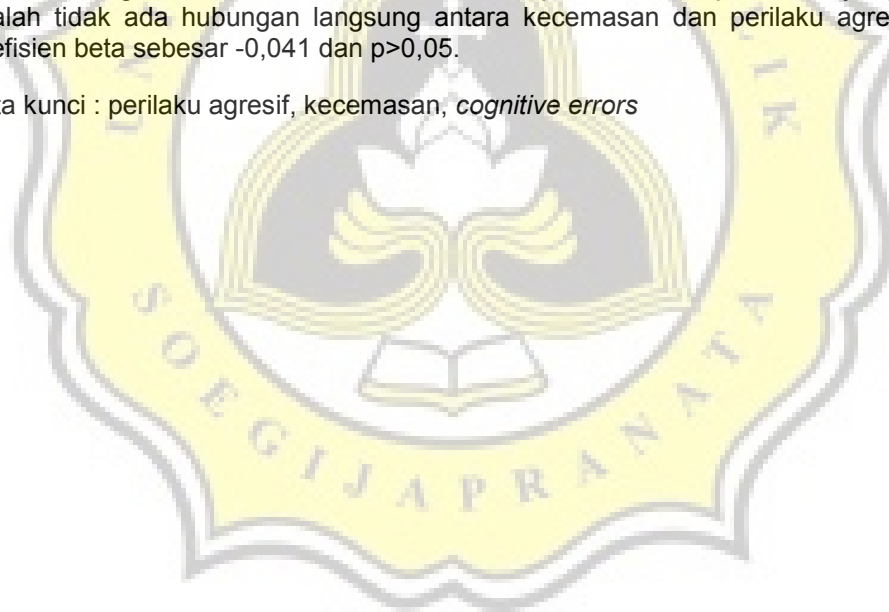 alah tidak ada hubungan langsung antara kecemasan dan perilaku agre
efisien beta sebesar -0,041 dan p>0,05.
ta kunci : perilaku agresif, kecemasan, cognitive errors
SOEGIJAPRANATA